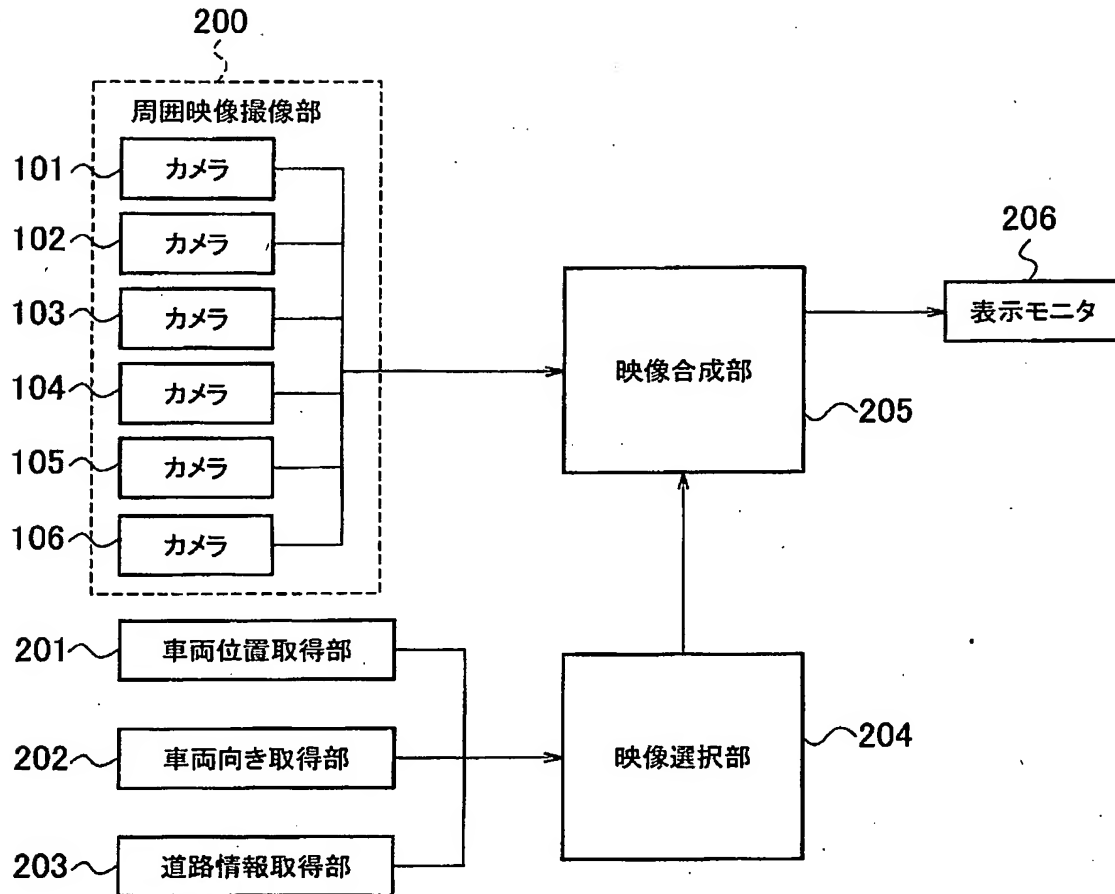 200
周囲映像撮像部
101
カメラ
102
カメラ
103
カメラ
104
カメラ
105
カメラ
106
カメラ
206
表示モニタ
映像合成部
205
201
車両位置取得部
202
車両向き取得部
203
道路情報取得部
映像選択部
204